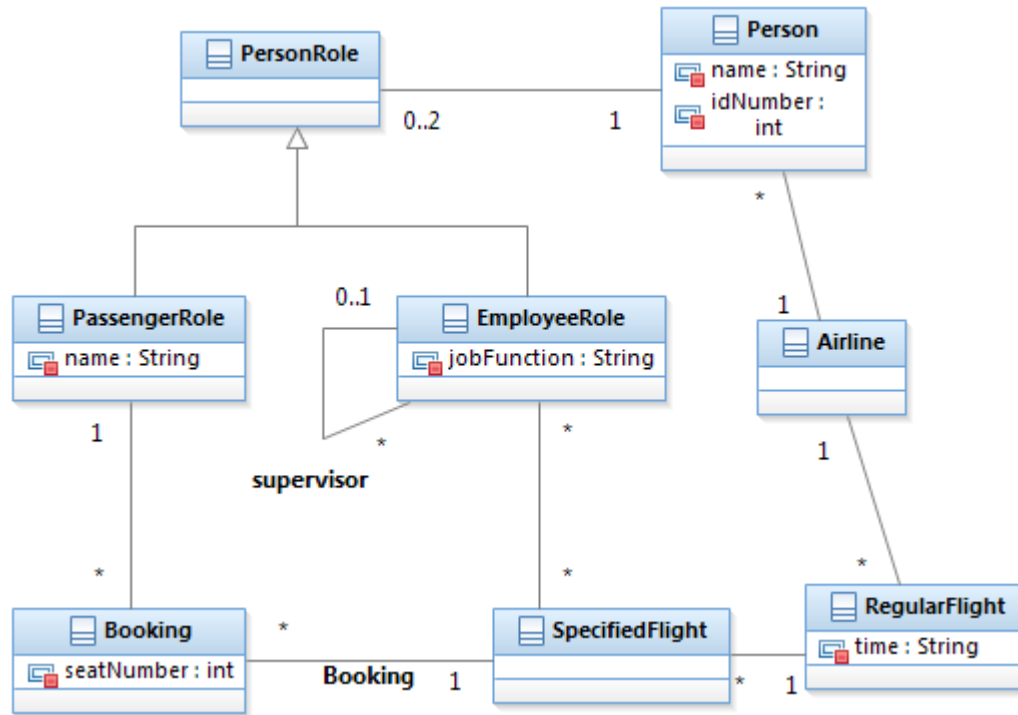 Person
PersonRole
name : String
idNumber :
int
0..2
1
*
0..1
1
PassengerRole
EmployeeRole
Airline
name : String
jobFunction : String
1
*
*
1
supervisor
*
*
*
RegularFlight
Booking
*
SpecifiedFlight
time : String
seatNumber : int
Booking
1
*
1